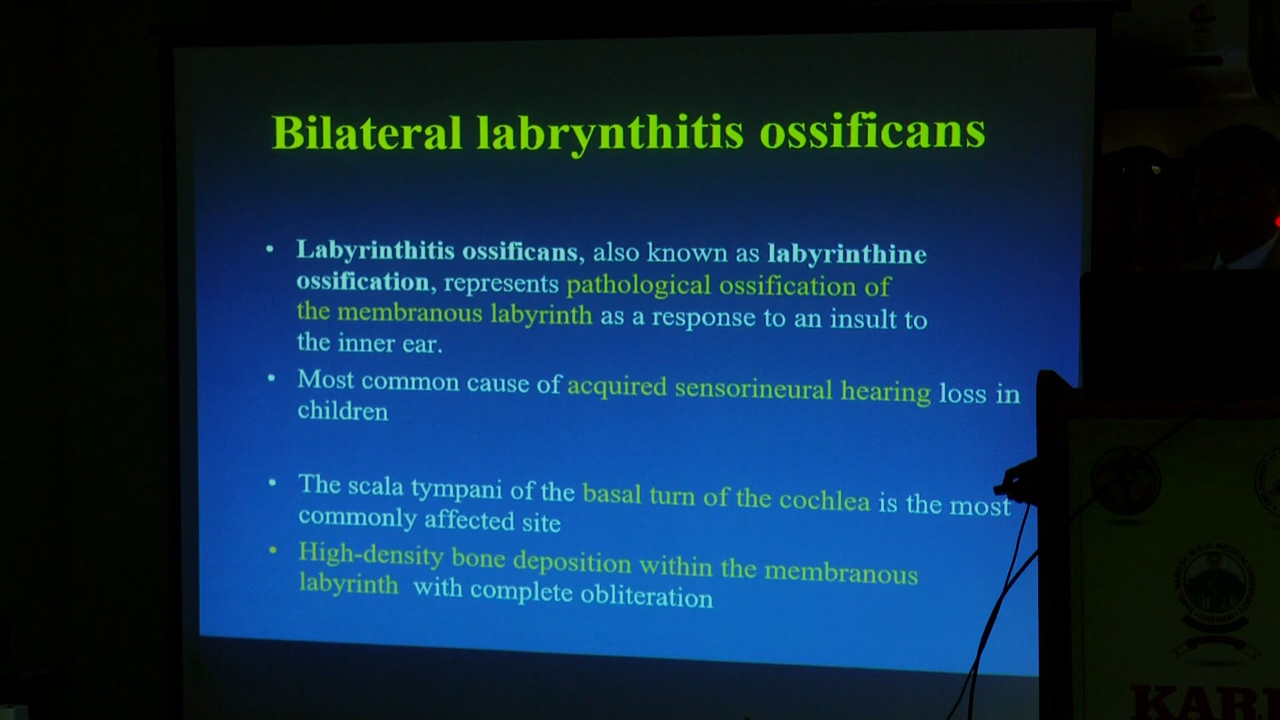 Bilateral labrynthitis ossificans
• Labyrinthitis ossificans, also known as labyrinthine
ossification, represents pathological ossification of
the membranous labyrinth as a response to an insult to
the inner ear.
• Most common cause of acquired sensorineural hearing loss in
children
• The scala tympani of the basal turn of the cochlea is the most
commonly affected site
• High-density bone deposition within the membranous
labyrinth with complete obliteration